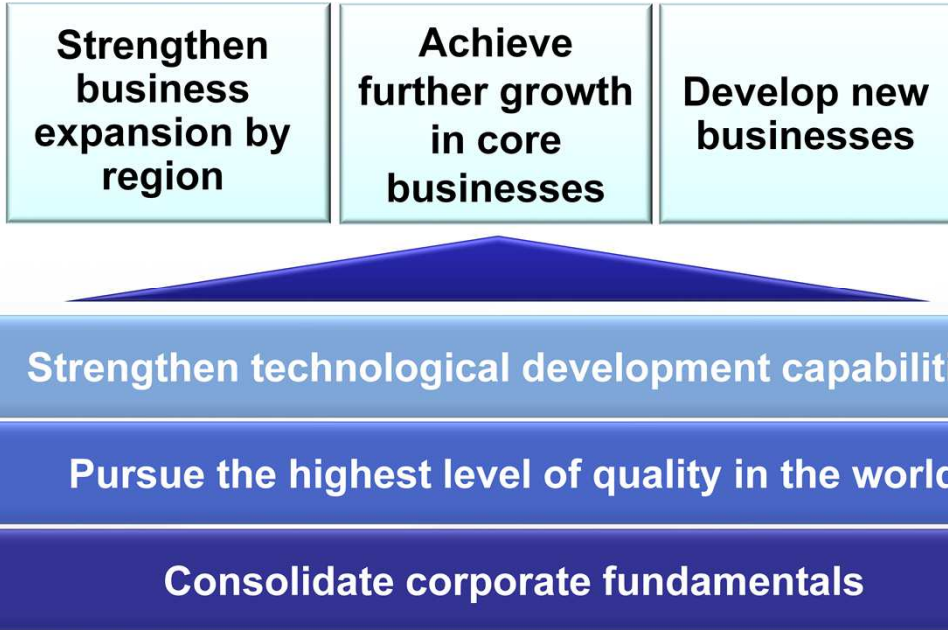 Strengthen
business
expansion by
region
Achieve
further growth
in core
businesses
Develop new
businesses
Strengthen technological development capabilit
Pursue the highest level of quality in the world
Consolidate corporate fundamentals